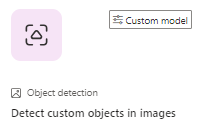 Custom model
Object detection
Detect custom objects in images